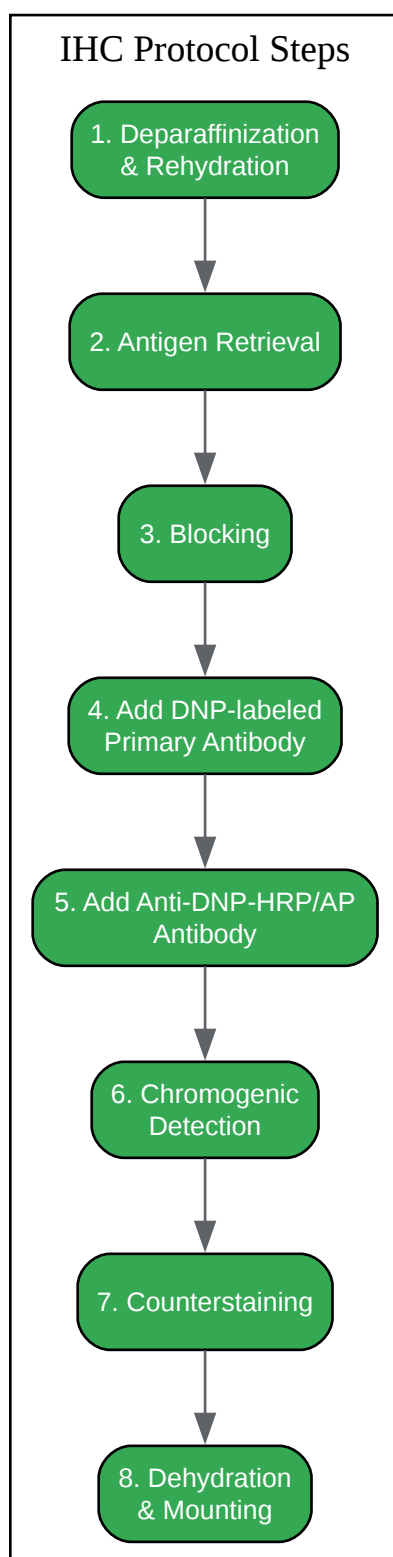 IHC Protocol Steps
1. Deparaffinization
& Rehydration
2. Antigen Retrieval
3. Blocking
4. Add DNP-labeled
Primary Antibody
5. Add Anti-DNP-HRP/AP
Antibody
6. Chromogenic
Detection
7. Counterstaining
8. Dehydration
& Mounting